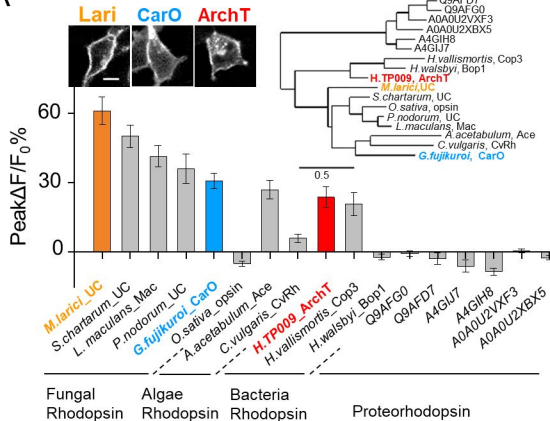 Lari CarO ArchT
Q9AFG0
A0A0U2VXF3
A0A0U2XBX5
A4GIH8
A4GIJ7
H.vallismortis, Cop3
H.walsbyi, Bop1
H.TP009, ArchT
M.larici,UC
S.chartarum, UC
O.sativa, opsin
P.nodorum, UC
L.maculans, Mac
A.acetabulum, Ace
C.vulgaris, CvRh
G.fujikuroi, CarO
0.5
PeakΔF/F0%
60
30
0
M.larici_UC
S.chartarum_UC
L. maculans_Mac
P.nodorum_UC
G.fujikuroi_CarO
O.sativa_opsin
A.acetabulum_Ace
C.vulgaris_CvRh
H.TP009_ArchT
H.vallismortis_Cop3
H.walsbyi_Bop1
Q9AFG0
Q9AFD7
A4GIJ7
A4GIH8
A0A0U2VXF3
A0A0U2XBX5
Fungal
Rhodopsin
Algae
Rhodopsin
Bacteria
Rhodopsin
Proteorhodopsin